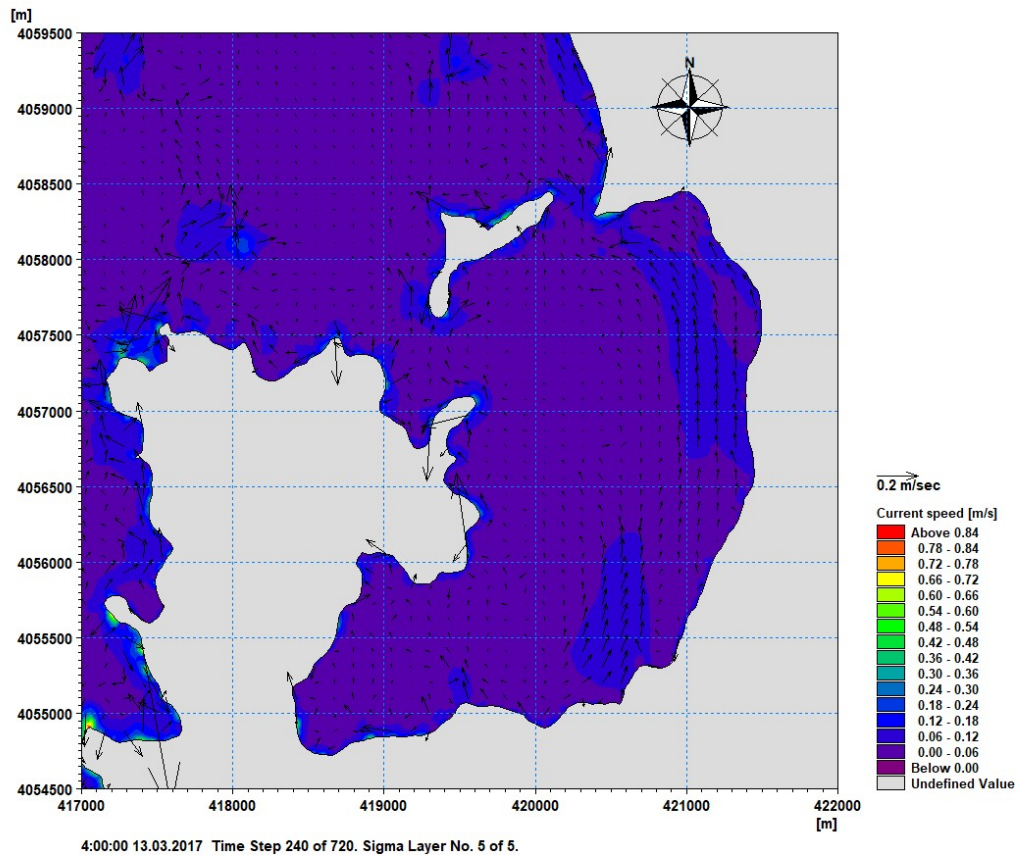 [m]
4059500
4059000
4058500
4058000
4057500
4057000
4056500
4056000
4055500
4055000
4054500
417000 418000 419000 420000 421000 422000
[m]
N
0.2 m/sec
Current speed [m/s]
Above 0.84
0.78 - 0.84
0.72 - 0.78
0.66 - 0.72
0.60 - 0.66
0.54 - 0.60
0.48 - 0.54
0.42 - 0.48
0.36 - 0.42
0.30 - 0.36
0.24 - 0.30
0.18 - 0.24
0.12 - 0.18
0.06 - 0.12
0.00 - 0.06
Below 0.00
Undefined Value
4:00:00 13.03.2017 Time Step 240 of 720. Sigma Layer No. 5 of 5.